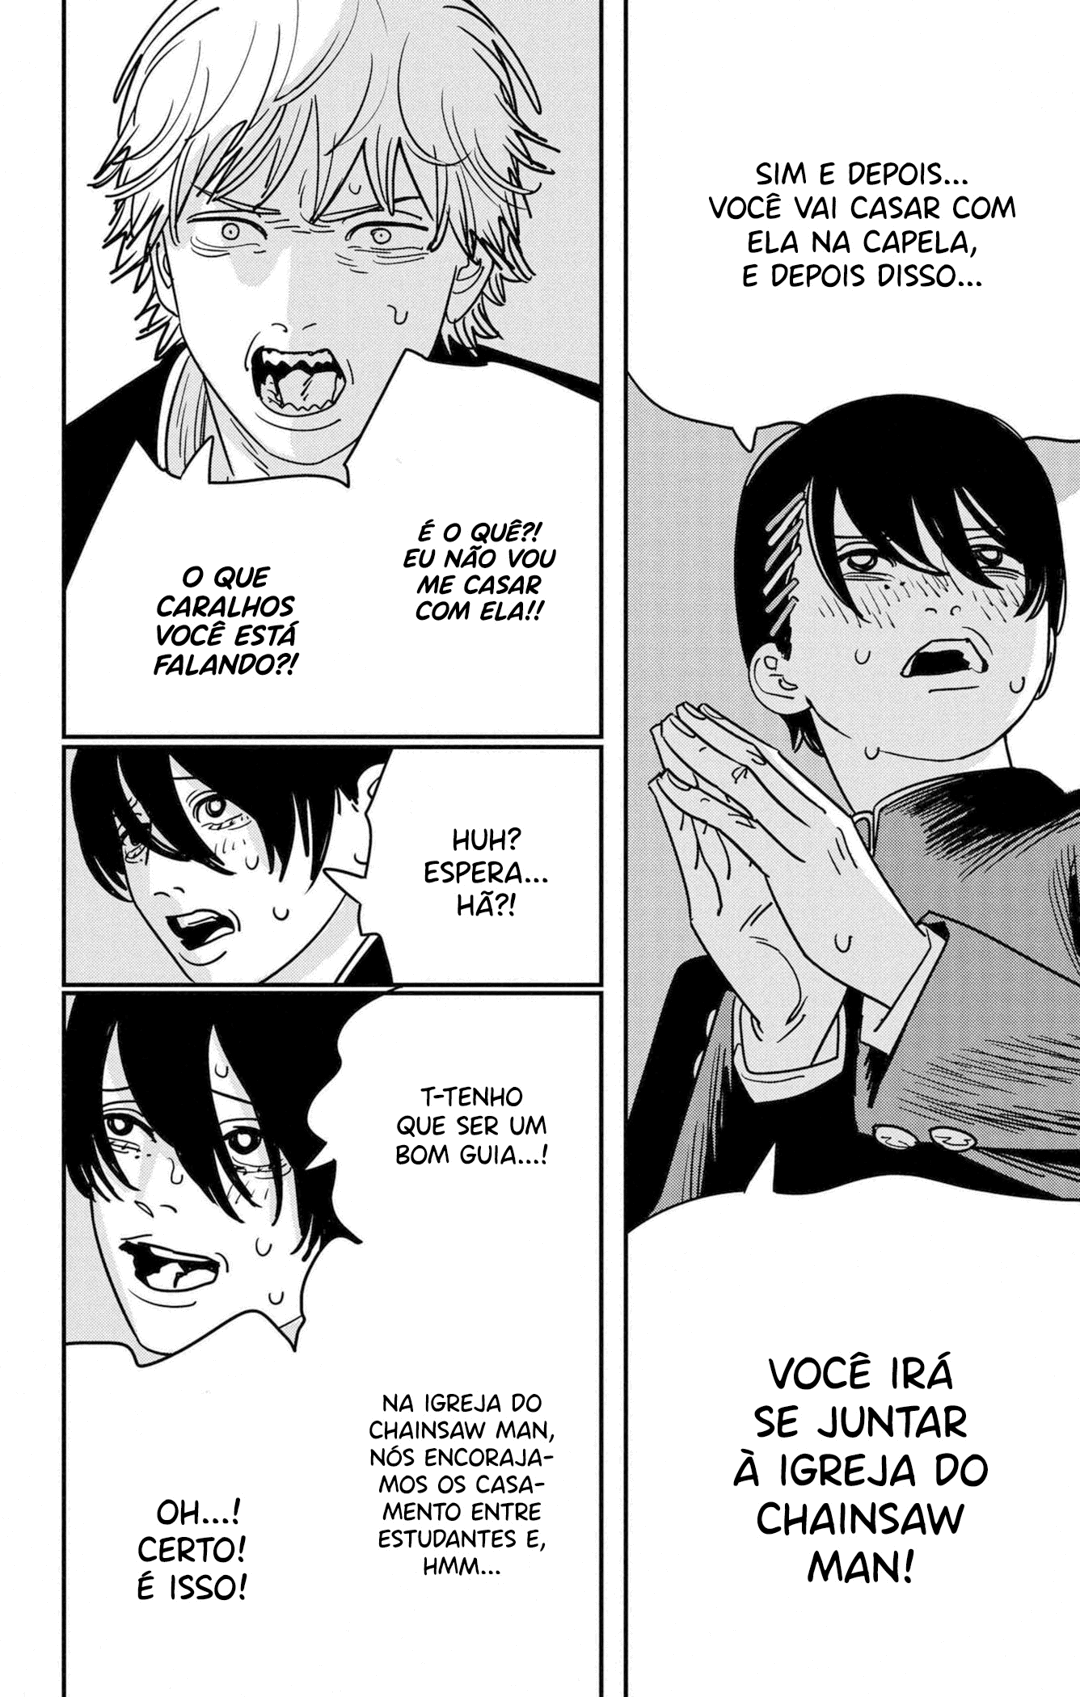 SIM E DEPOIS...
VOCÊ VAI CASAR COM
ELA NA CAPELA,
E DEPOIS DISSO...
VOCÊ IRÁ
SE JUNTAR
À IGREJA DO
CHAINSAW
MAN!
É O QUÊ?!
EU NÃO VOU
ME CASAR
COM ELA!!
O QUE
CARALHOS
VOCÊ ESTÁ
FALANDO?!
HUH?
ESPERA...
HÃ?!
T-TENHO
QUE SER UM
BOM GUIA...!
NA IGREJA DO
CHAINSAW MAN,
NÓS ENCORAJA-
MOS OS CASA-
MENTO ENTRE
ESTUDANTES E,
HMM...
OH...!
CERTO!
É ISSO!